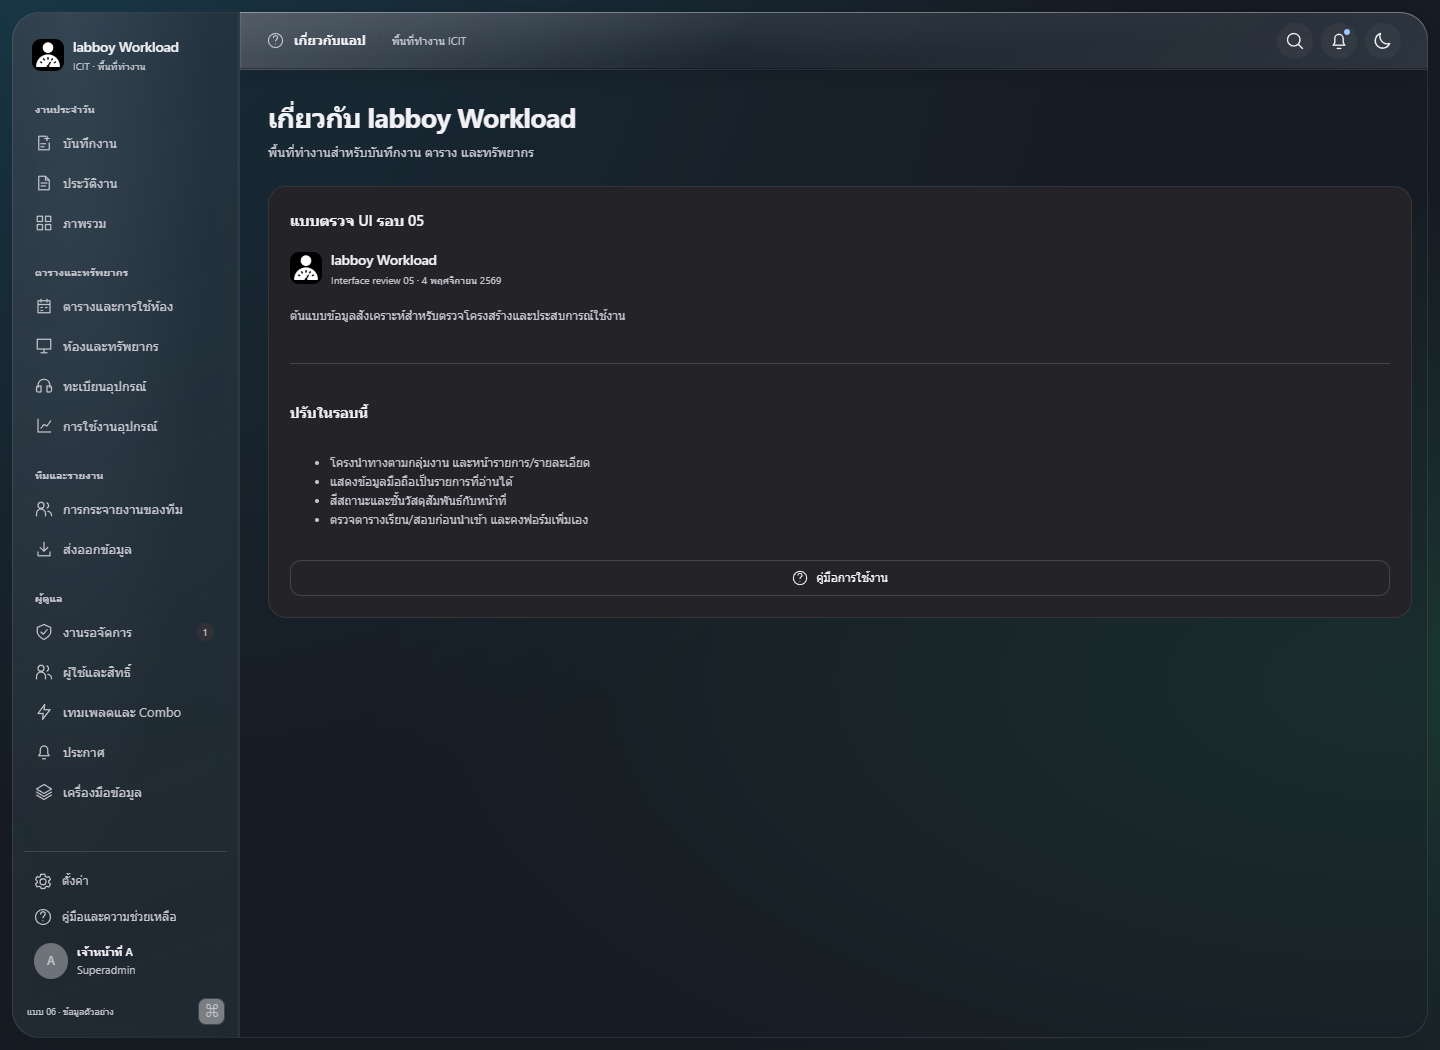 labboy Workload
ICIT · พื้นที่ทำงาน
งานประจำวัน
บันทึกงาน
ประวัติงาน
ภาพรวม
ตารางและทรัพยากร
ตารางและการใช้ห้อง
ห้องและทรัพยากร
ทะเบียนอุปกรณ์
การใช้งานอุปกรณ์
ทีมและรายงาน
การกระจายงานของทีม
ส่งออกข้อมูล
ผู้ดูแล
งานรอจัดการ 1
ผู้ใช้และสิทธิ์
เทมเพลตและ Combo
ประกาศ
เครื่องมือข้อมูล
ตั้งค่า
คู่มือและความช่วยเหลือ
A
เจ้าหน้าที่ A
Superadmin
แบบ 06 · ข้อมูลตัวอย่าง
⌘
เกี่ยวกับแอป พื้นที่ทำงาน ICIT
เกี่ยวกับ labboy Workload
พื้นที่ทำงานสำหรับบันทึกงาน ตาราง และทรัพยากร
แบบตรวจ UI รอบ 05
labboy Workload
Interface review 05 · 4 พฤศจิกายน 2569
ต้นแบบข้อมูลสังเคราะห์สำหรับตรวจโครงสร้างและประสบการณ์ใช้งาน
ปรับในรอบนี้
• โครงนำทางตามกลุ่มงาน และหน้ารายการ/รายละเอียด
• แสดงข้อมูลมือถือเป็นรายการที่อ่านได้
• สีสถานะและชั้นวัสดุสัมพันธ์กับหน้าที่
• ตรวจตารางเรียน/สอบก่อนนำเข้า และคงฟอร์มเพิ่มเอง
คู่มือการใช้งาน